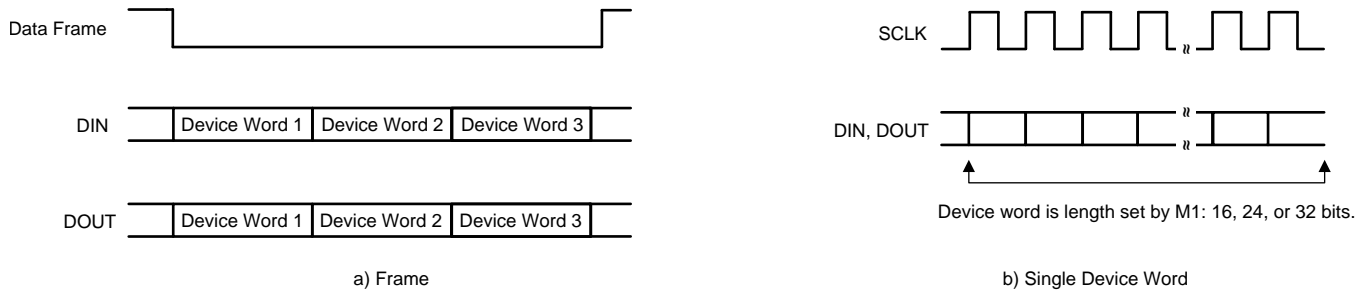 Data Frame
DIN
Device Word 1 Device Word 2 Device Word 3
DOUT
Device Word 1 Device Word 2 Device Word 3
a) Frame
SCLK
≈
DIN, DOUT
≈
≈
Device word is length set by M1: 16, 24, or 32 bits.
b) Single Device Word